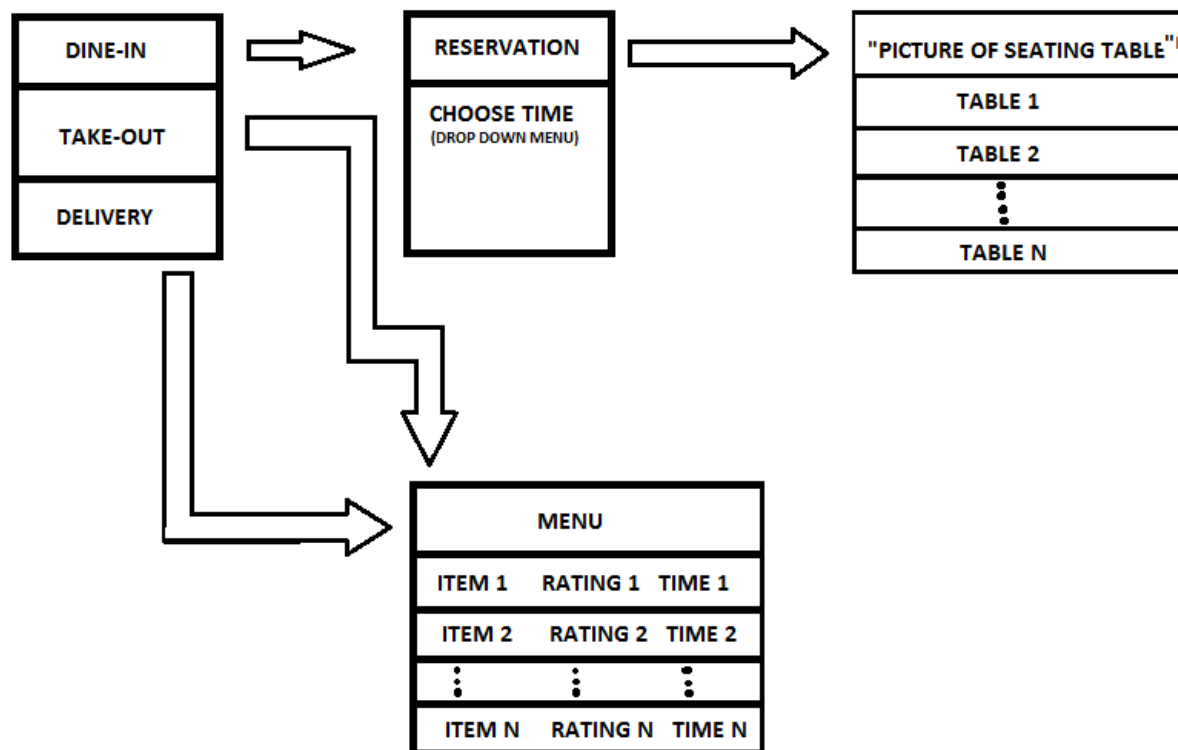 DINE-IN
TAKE-OUT
DELIVERY
RESERVATION
CHOOSE TIME
(DROP DOWN MENU)
"PICTURE OF SEATING TABLE"
TABLE 1
TABLE 2
TABLE N
MENU
ITEM 1 RATING 1 TIME 1
ITEM 2 RATING 2 TIME 2
ITEM N RATING N TIME N